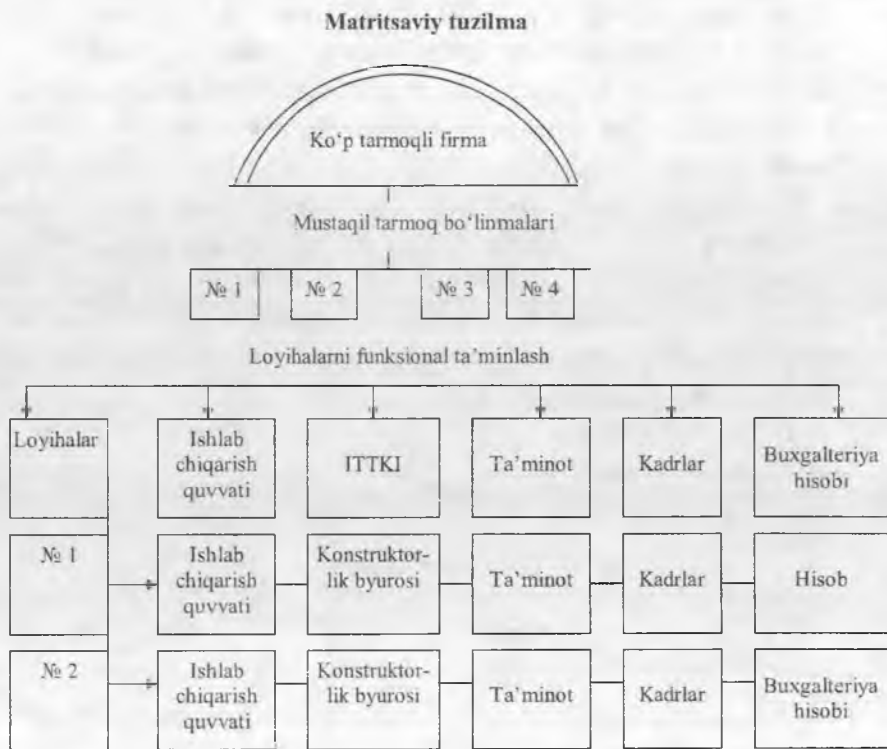 Matritsaviy tuzilma
Ko‘p tarmoqli firma
Mustaqil tarmoq bo‘linmalari
№ 1
№ 2
№ 3
№ 4
Loyihalarni funksional ta’minlash
Loyihalar
Ishlab
chiqarish
quvvati
ITTKI
Ta’minot
Kadrlar
Buxgalteriya
hisobi
№ 1
Ishlab
chiqarish
quvvati
Konstruktor-
lik byurosi
Ta’minot
Kadrlar
Hisob
№ 2
Ishlab
chiqarish
quvvati
Konstruktor-
lik byurosi
Ta’minot
Kadrlar
Buxgalteriya
hisobi